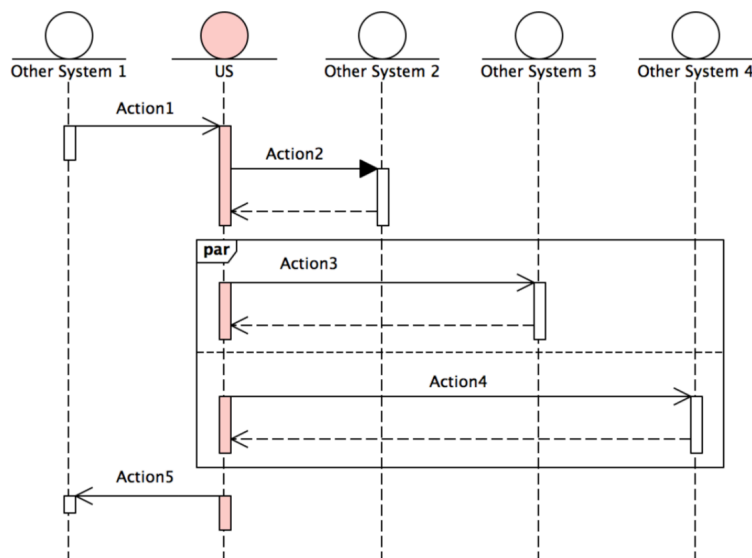 Other System 1
US
Other System 2
Other System 3
Other System 4
Action1
Action2
par
Action3
Action4
Action5